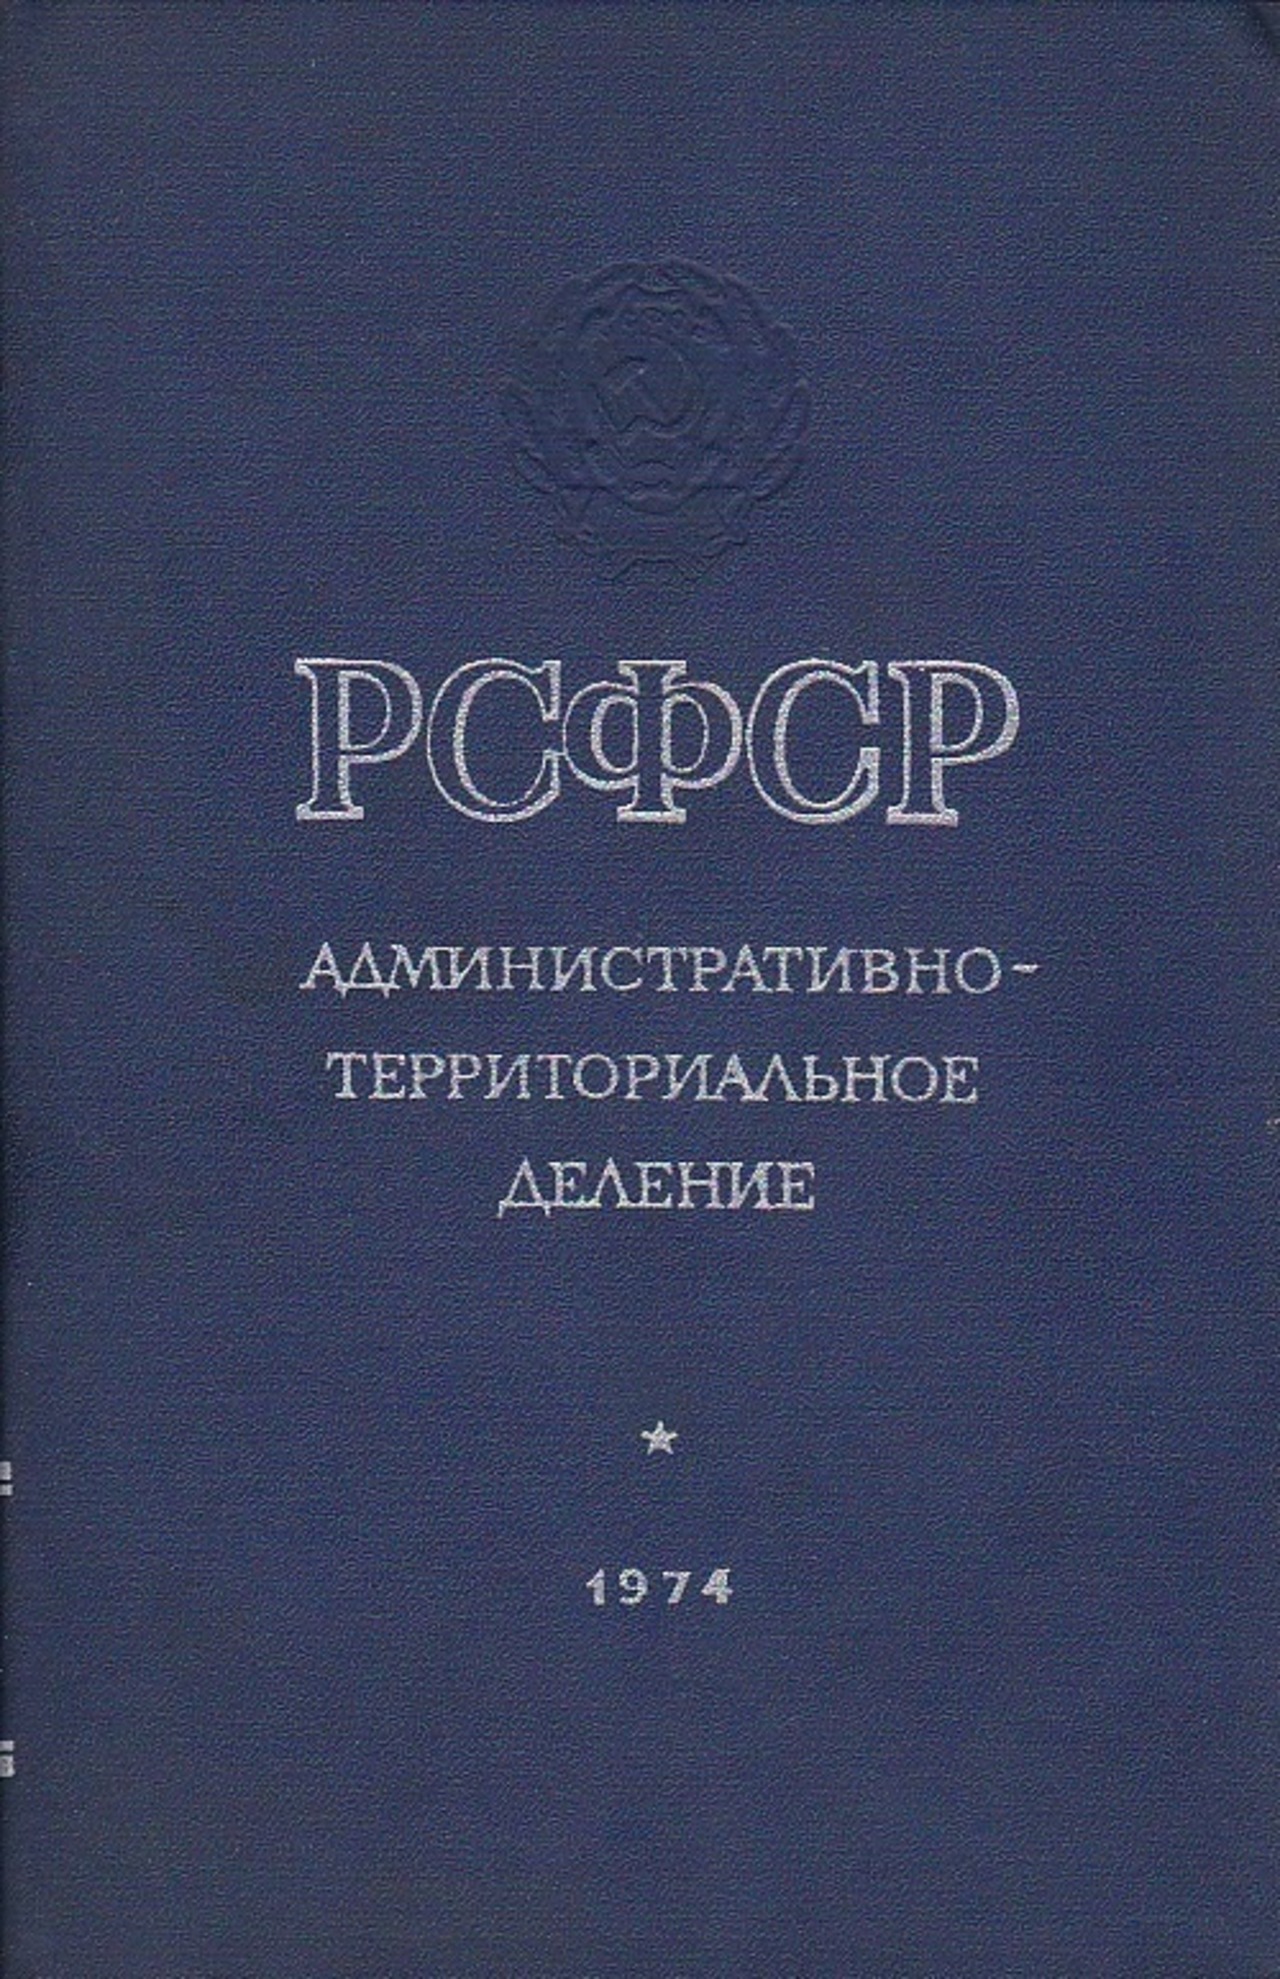 РСФСР
АДМИНИСТРАТИВНО-
ТЕРРИТОРИАЛЬНОЕ
ДЕЛЕНИЕ
1974